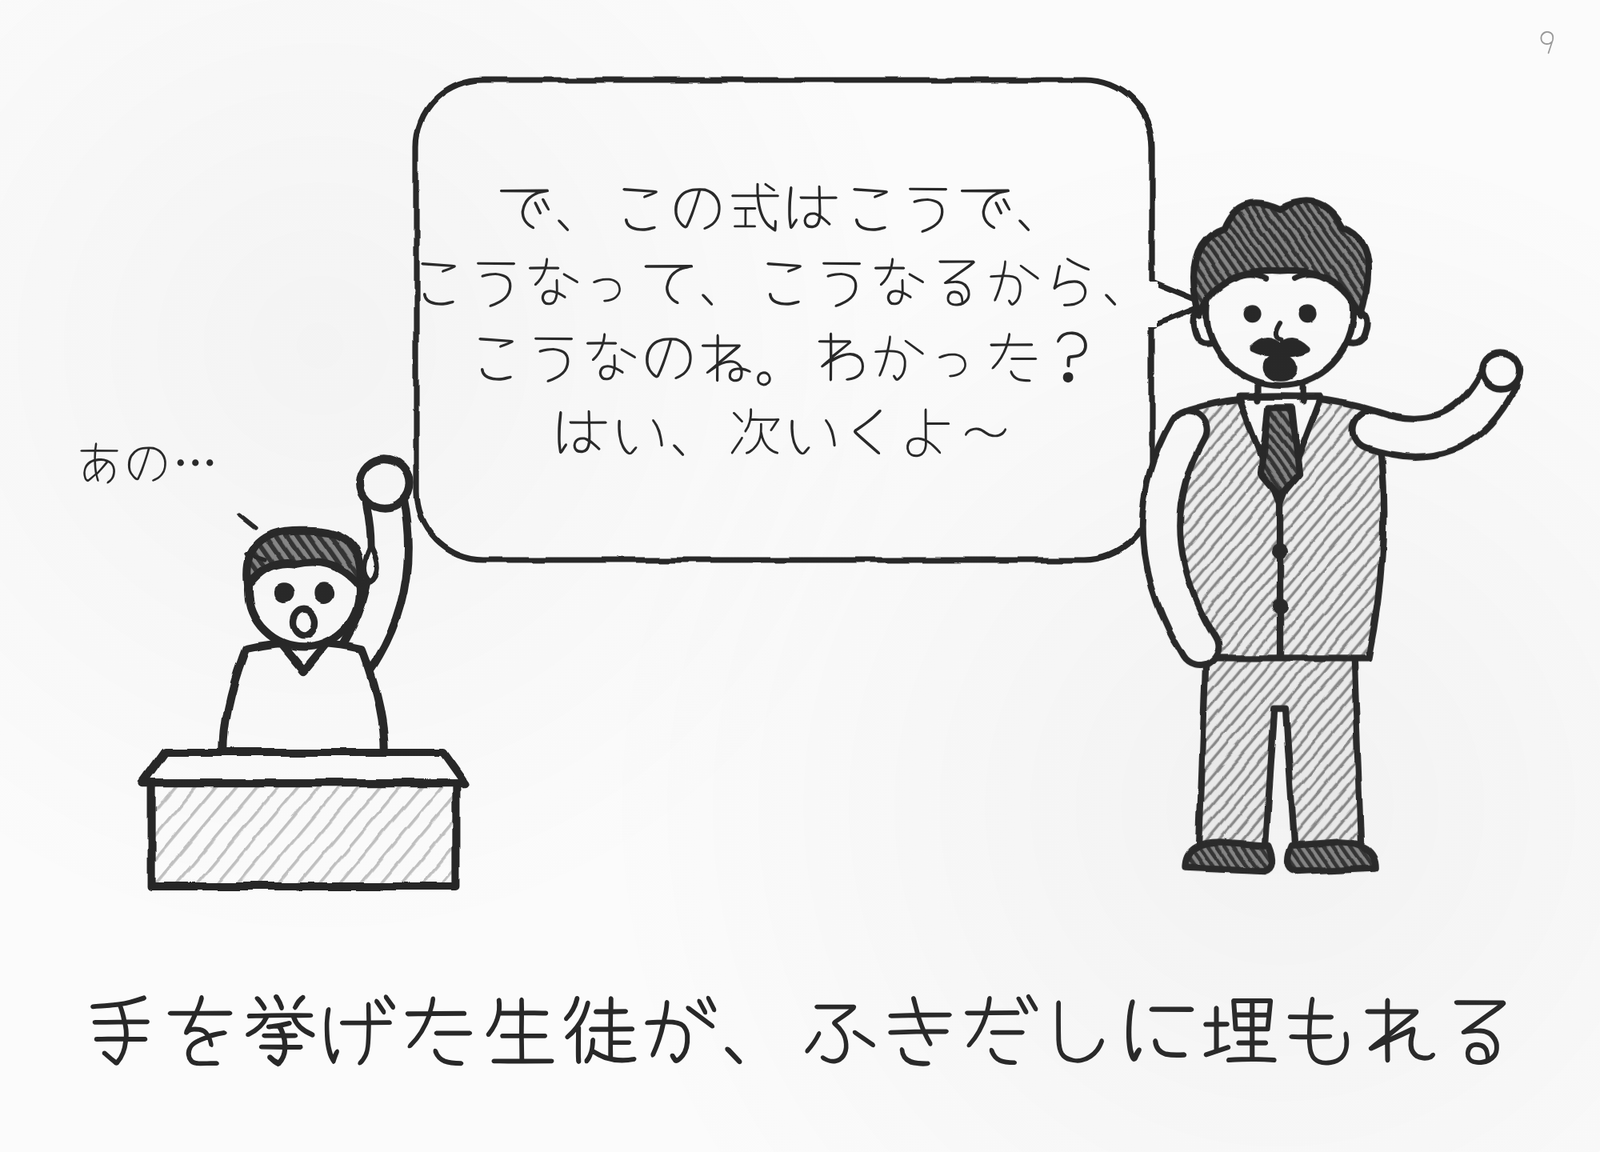 9
で、この式はこうで、
こうなって、こうなるから、
こうなのね。わかった？
はい、次いくよ〜
あの…
手を挙げた生徒が、ふきだしに埋もれる